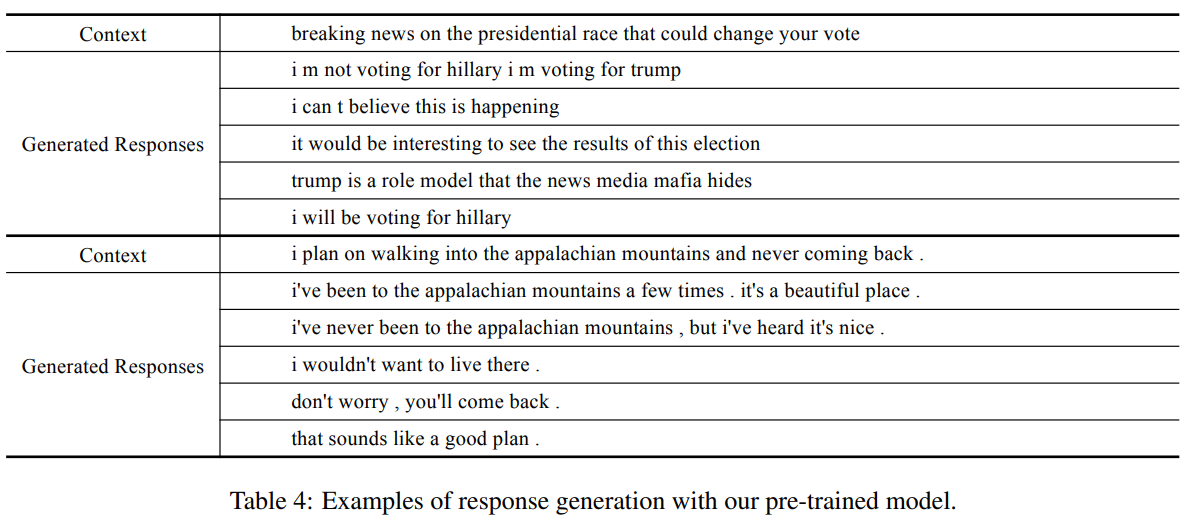 Context breaking news on the presidential race that could change your vote
i m not voting for hillary i m voting for trump
i can t believe this is happening
Generated Responses it would be interesting to see the results of this election
trump is a role model that the news media mafia hides
i will be voting for hillary
Context i plan on walking into the appalachian mountains and never coming back .
i've been to the appalachian mountains a few times . it's a beautiful place .
i've never been to the appalachian mountains , but i've heard it's nice .
Generated Responses i wouldn't want to live there .
don't worry , you'll come back .
that sounds like a good plan .
Table 4: Examples of response generation with our pre-trained model.